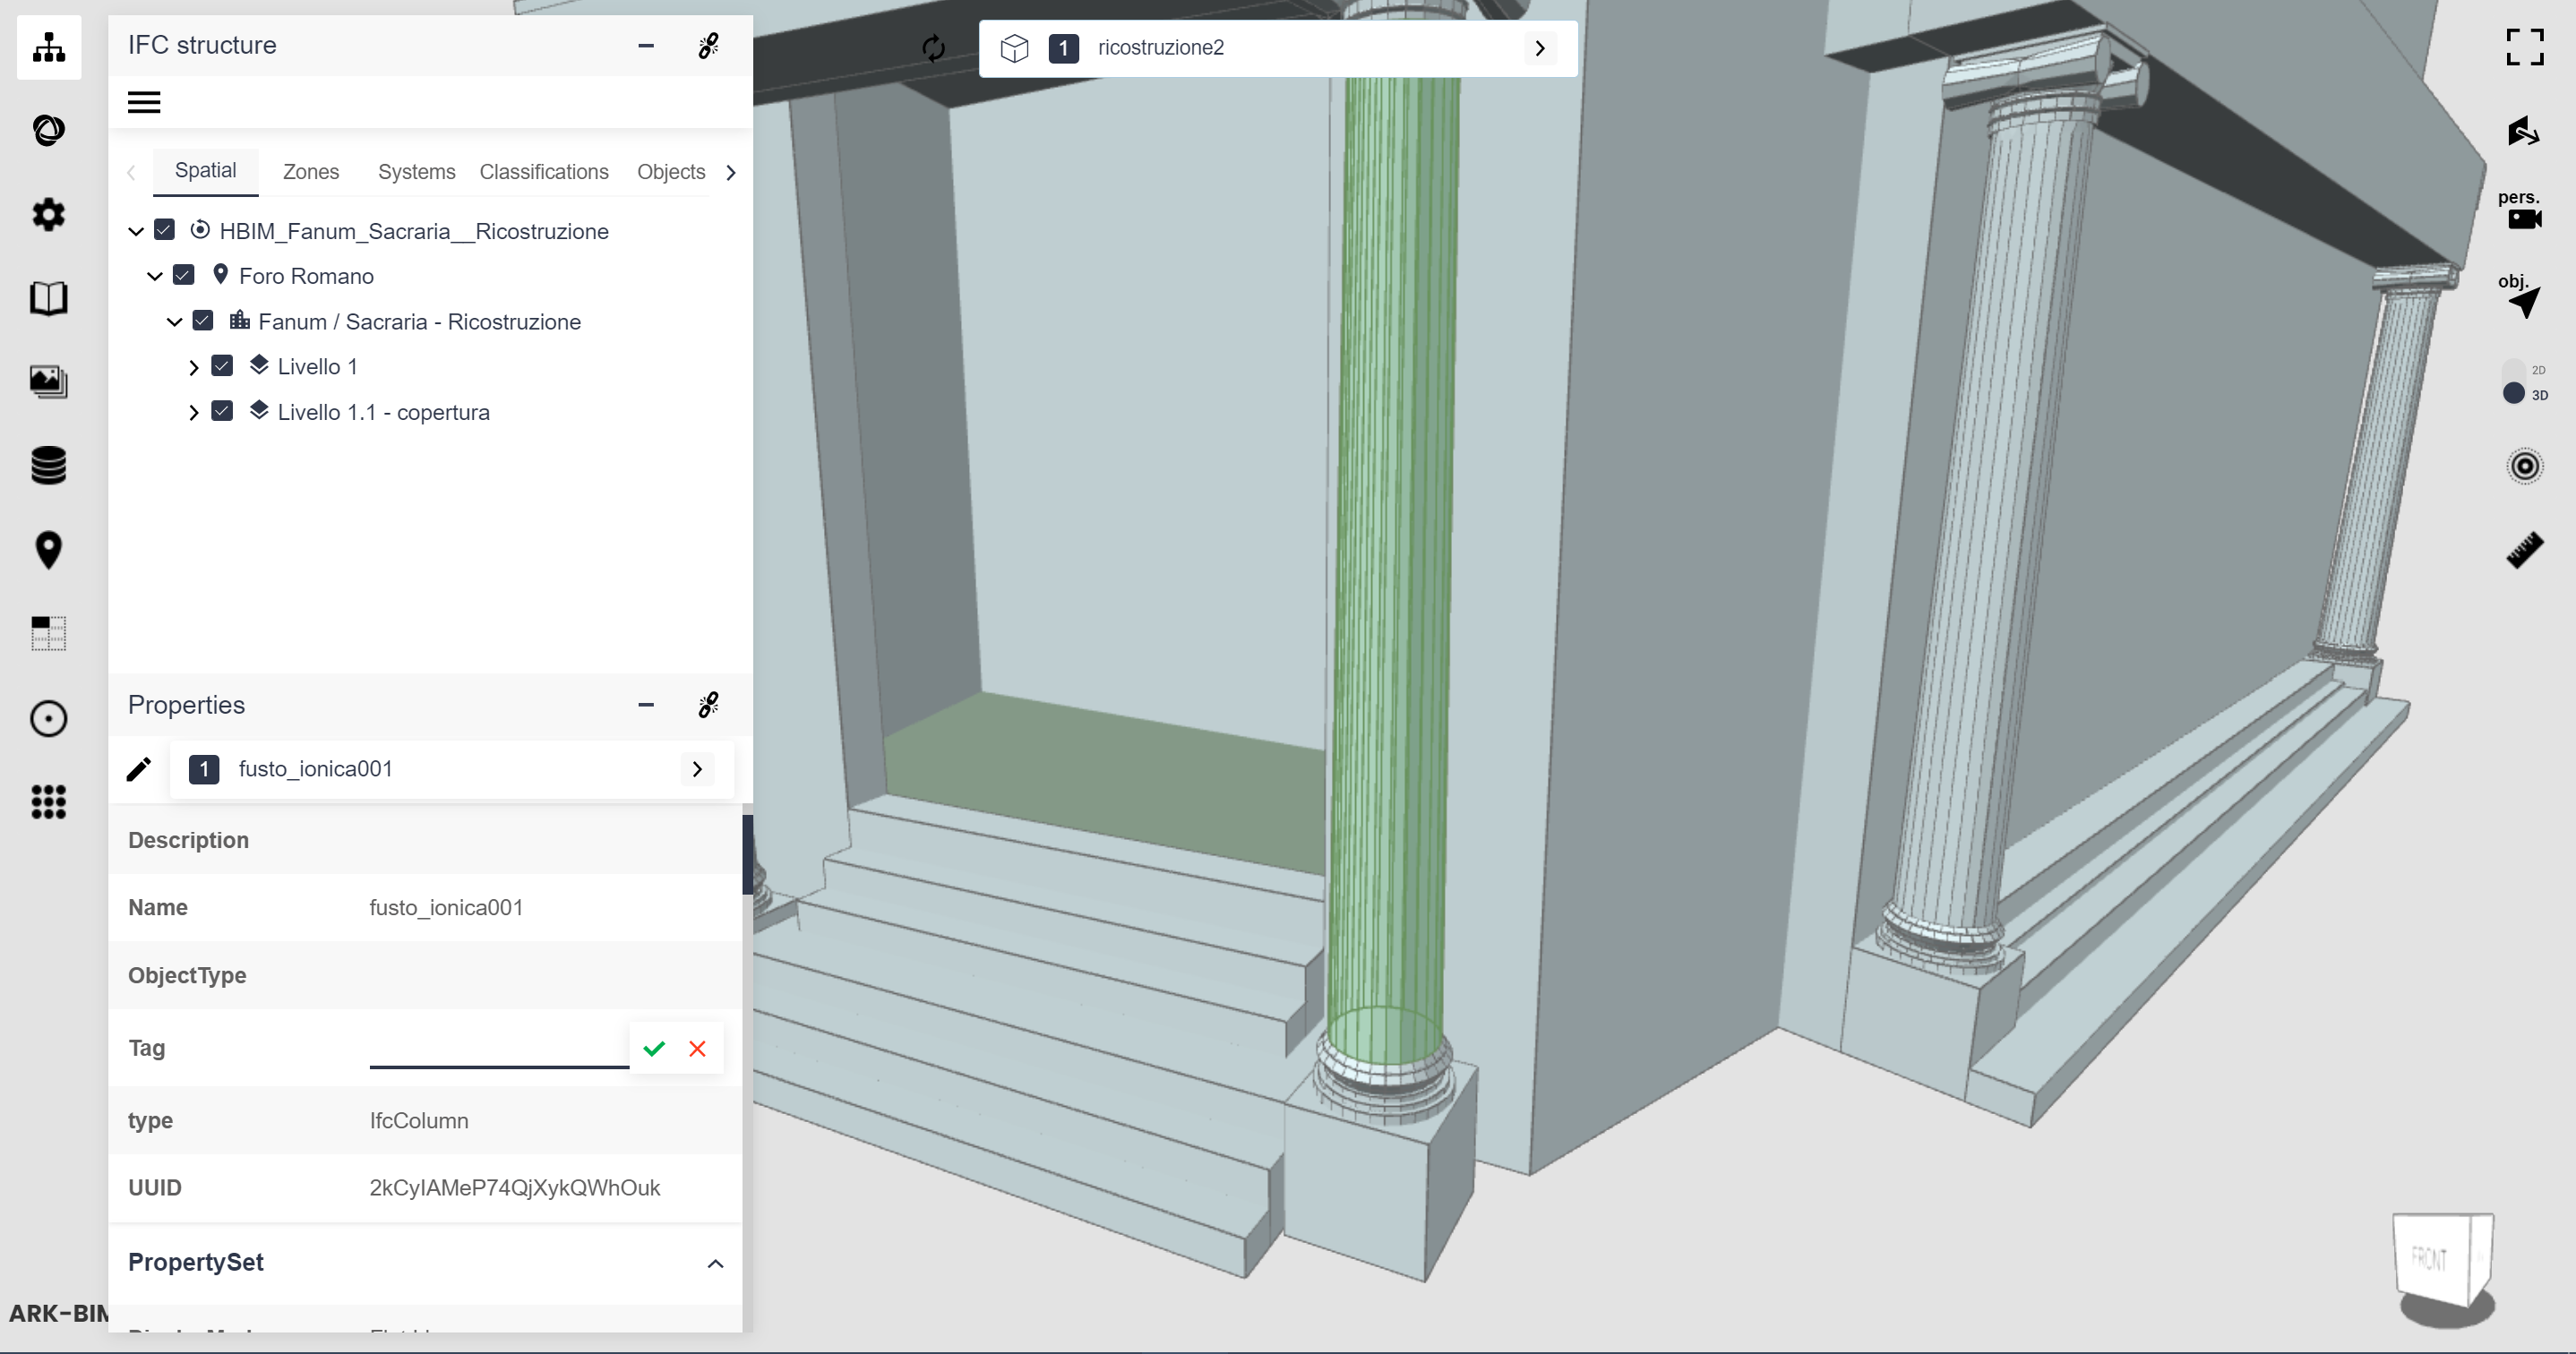 IFC structure
1 ricostruzione2
Spatial Zones Systems Classifications Objects
HBIM_Fanum_Sacraria__Ricostruzione
Foro Romano
Fanum / Sacraria - Ricostruzione
Livello 1
Livello 1.1 - copertura
pers.
obj.
2D
3D
Properties
1 fusto_ionica001
Description
Name fusto_ionica001
ObjectType
Tag
type IfcColumn
UUID 2kCyIAMeP74QjXykQWhOuk
PropertySet
FRONT
ARK-BIM